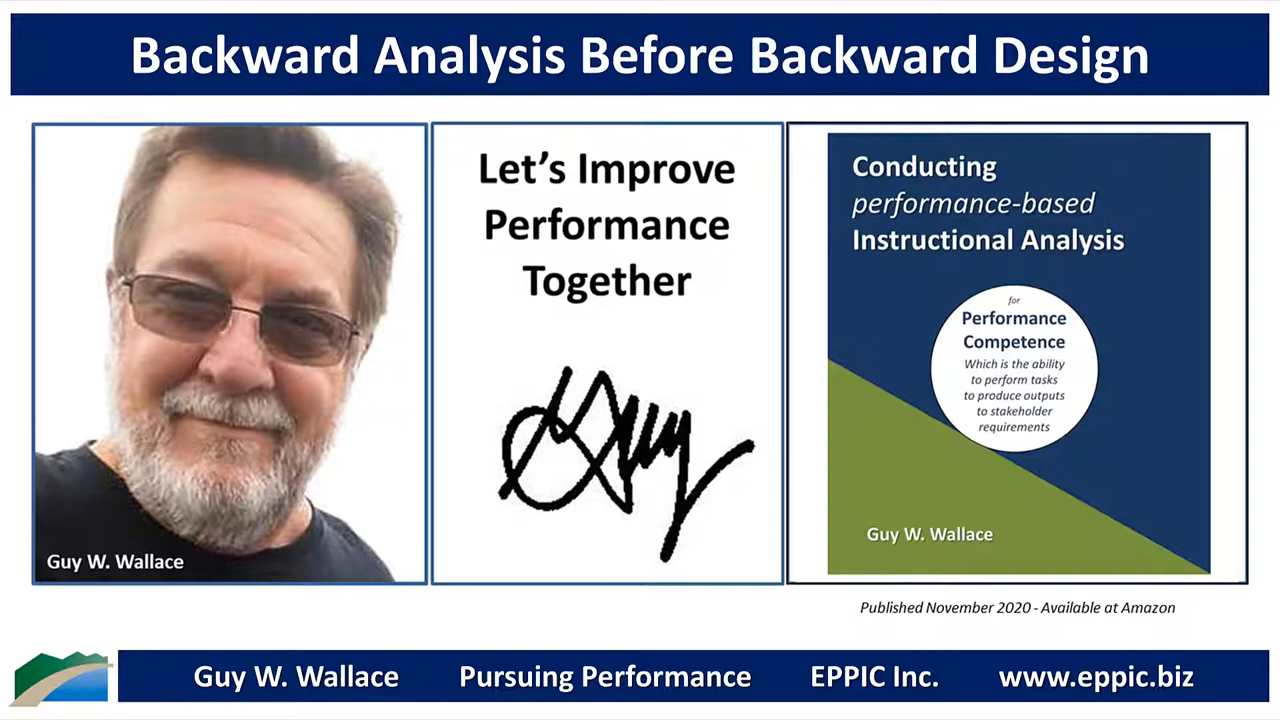 Backward Analysis Before Backward Design
Guy W. Wallace
Let's Improve
Performance
Together
Guy
Conducting
performance-based
Instructional Analysis
for
Performance
Competence
Which is the ability
to perform tasks
to produce outputs
to stakeholder
requirements
Guy W. Wallace
Published November 2020 - Available at Amazon
Guy W. Wallace Pursuing Performance EPPIC Inc. www.eppic.biz